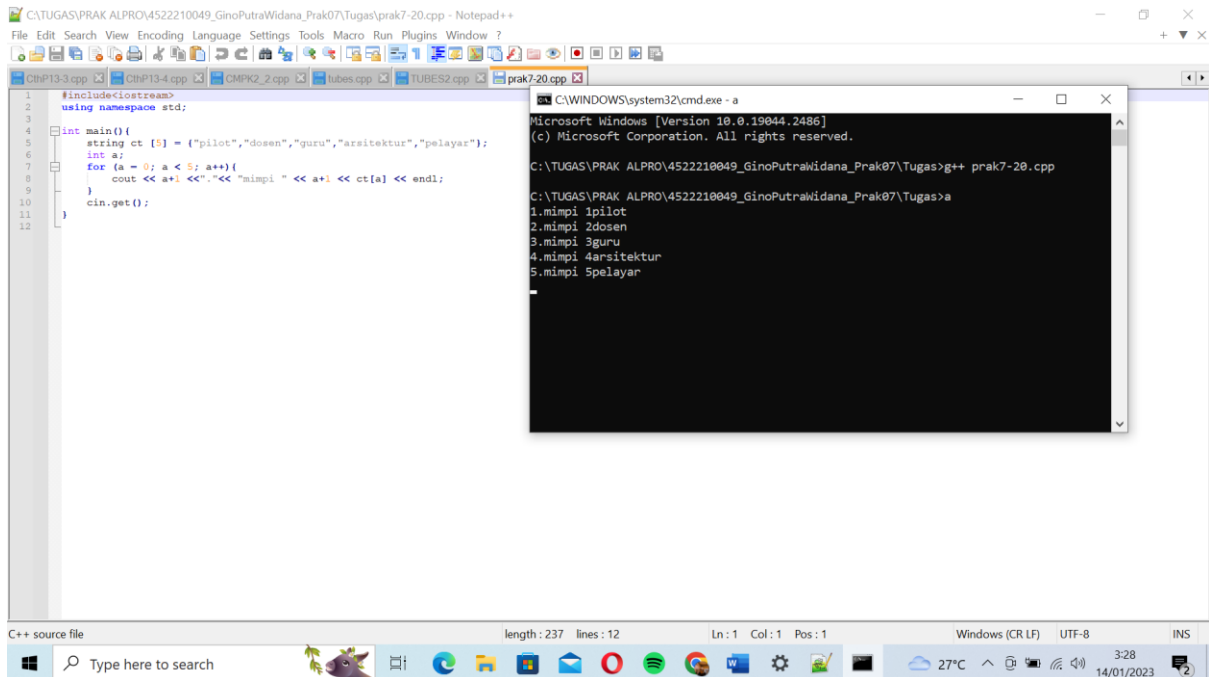 C:\TUGAS\PRAK ALPRO\4522210049_GinoPutraWidana_Prak07\Tugas\prak7-20.cpp - Notepad++
File Edit Search View Encoding Language Settings Tools Macro Run Plugins Window ?
CthP13-3.cpp CthP13-4.cpp CMPK2_2.cpp tubes.cpp TUBES2.cpp prak7-20.cpp
1 #include<iostream>
2 using namespace std;
3
4 int main(){
5 string ct [5] = {"pilot","dosen","guru","arsitektur","pelayar"};
6 int a;
7 for (a = 0; a < 5; a++){
8 cout << a+1 <<"."<< "mimpi " << a+1 << ct[a] << endl;
9 }
10 cin.get();
11 }
12
C:\WINDOWS\system32\cmd.exe - a
Microsoft Windows [Version 10.0.19044.2486]
(c) Microsoft Corporation. All rights reserved.
C:\TUGAS\PRAK ALPRO\4522210049_GinoPutraWidana_Prak07\Tugas>g++ prak7-20.cpp
C:\TUGAS\PRAK ALPRO\4522210049_GinoPutraWidana_Prak07\Tugas>a
1.mimpi 1pilot
2.mimpi 2dosen
3.mimpi 3guru
4.mimpi 4arsitektur
5.mimpi 5pelayar
C++ source file length : 237 lines : 12 Ln : 1 Col : 1 Pos : 1 Windows (CR LF) UTF-8 INS
Type here to search 27°C 3:28
14/01/2023 2